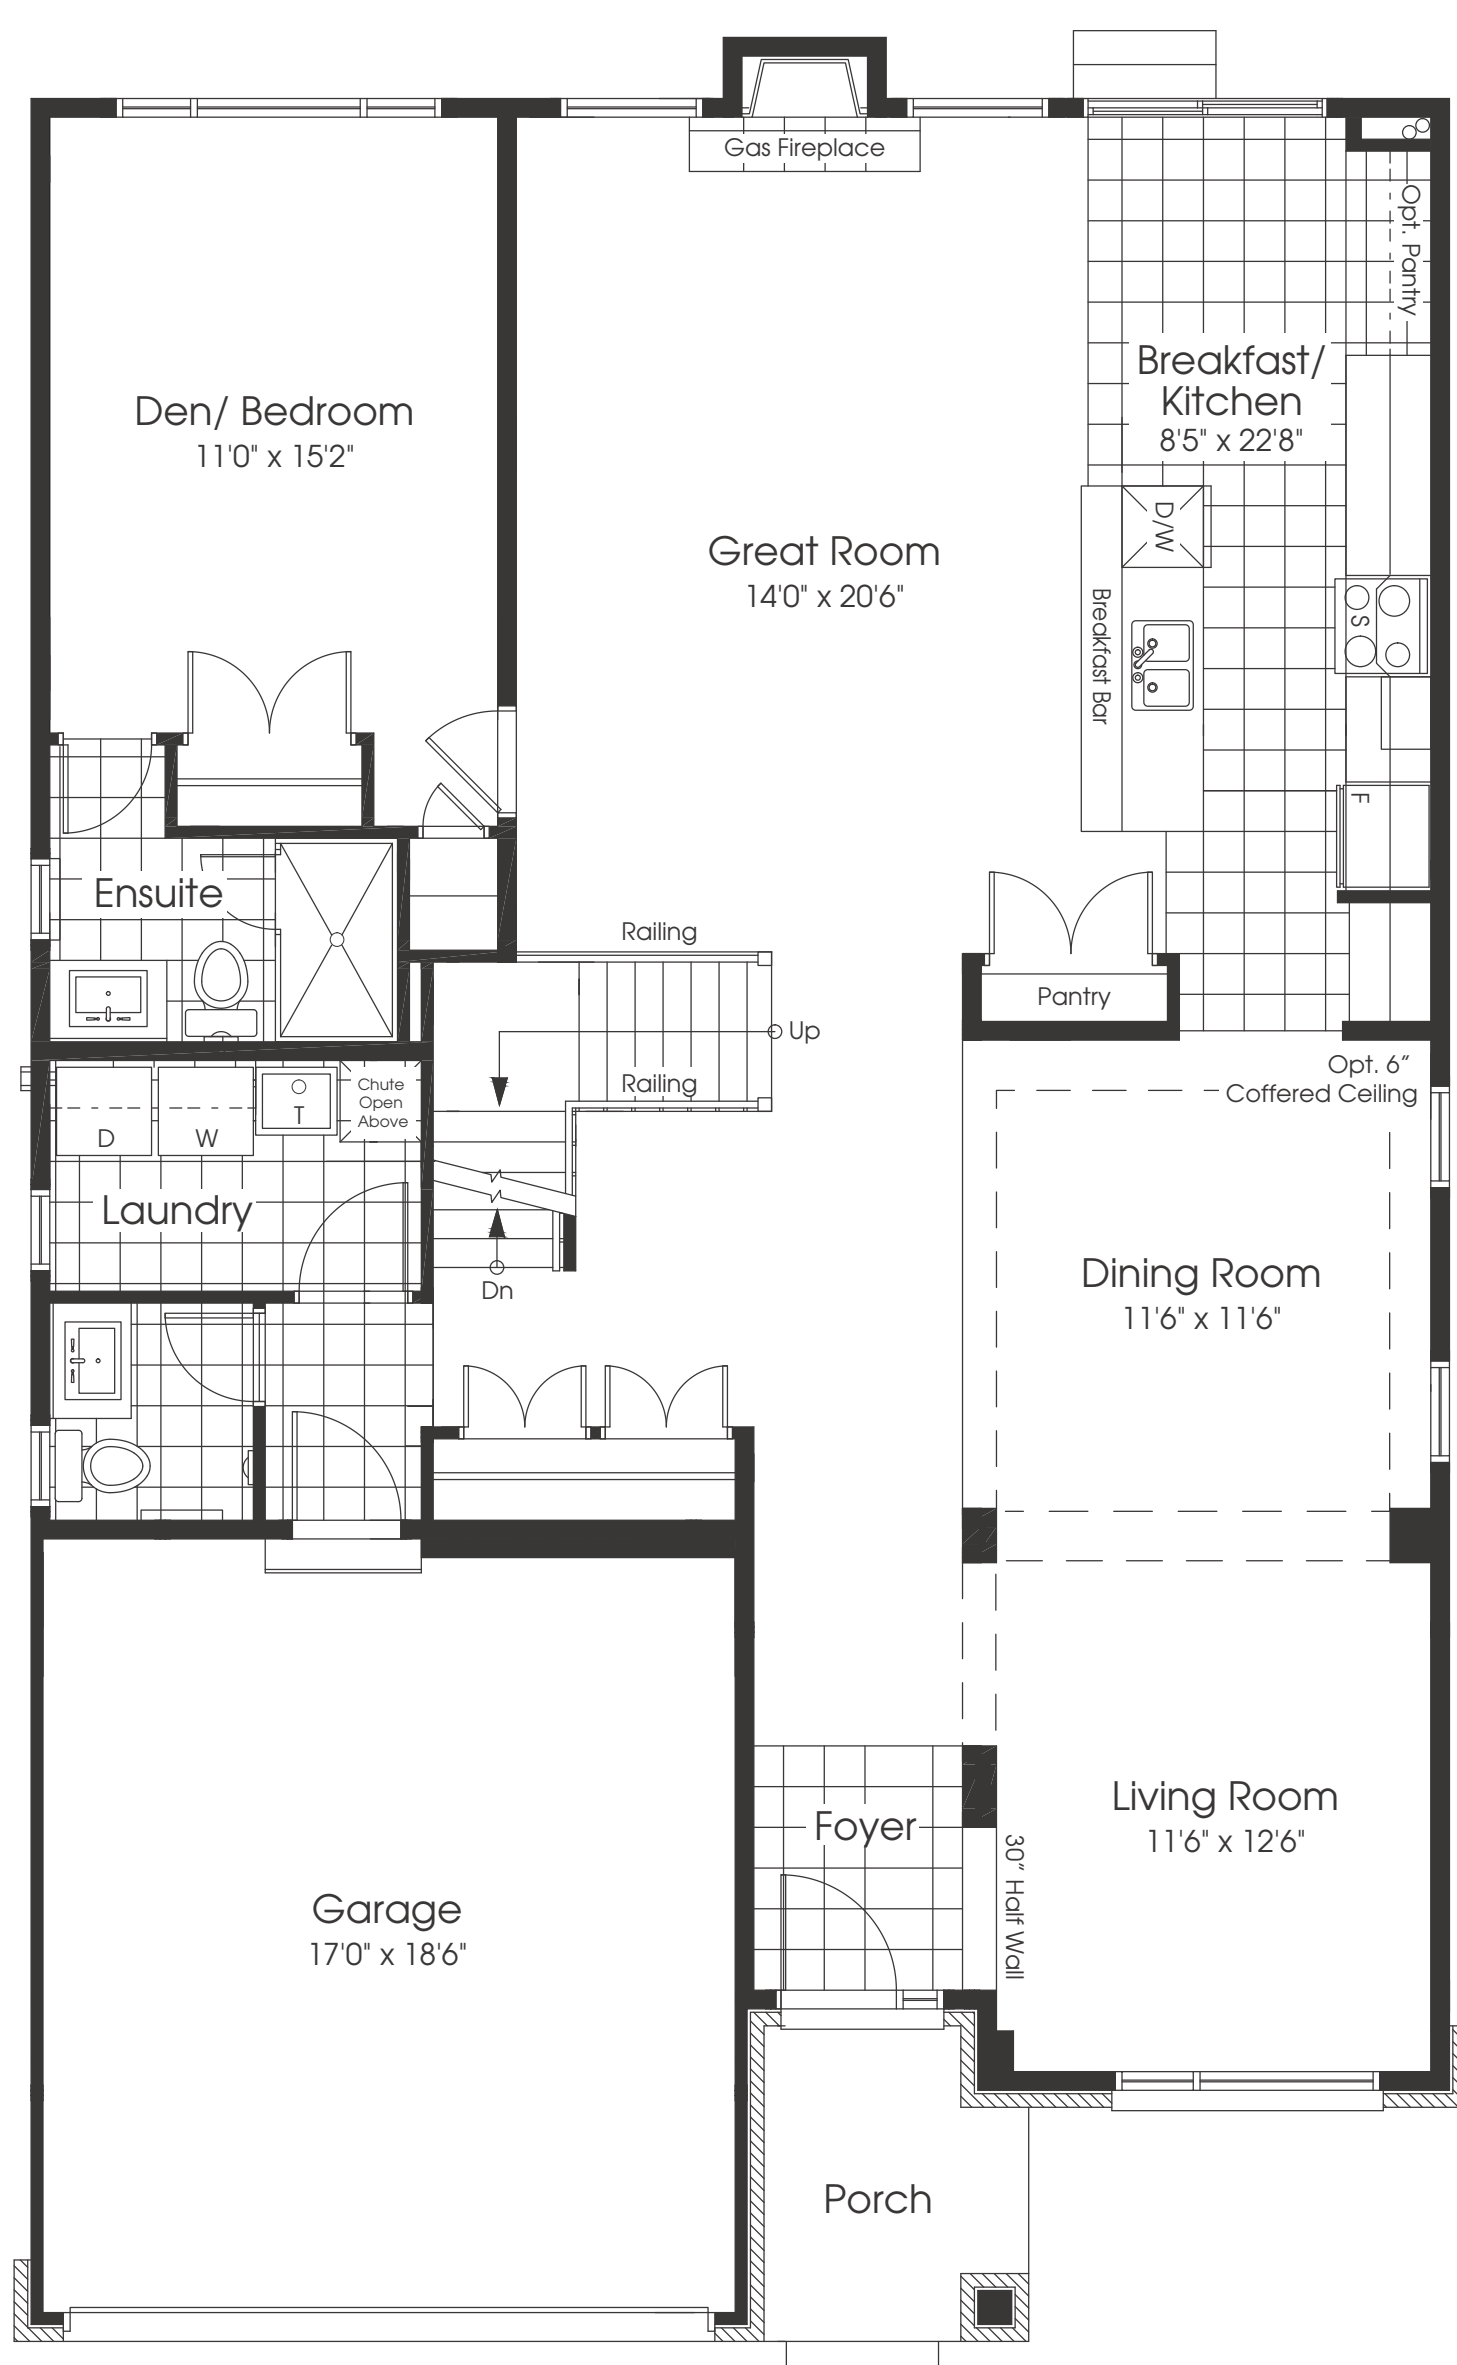 Gas Fireplace
Opt. Pantry
Breakfast/
Kitchen
8'5" x 22'8"
Den/ Bedroom
11'0" x 15'2"
D/W
Great Room
14'0" x 20'6"
Breakfast Bar
S
F
Ensuite
Railing
Pantry
Up
Railing
Opt. 6”
Coffered Ceiling
Chute
Open
Above
D
W
T
Laundry
Dn
Dining Room
11'6" x 11'6"
Living Room
11'6" x 12'6"
Foyer
30” Half Wall
Garage
17'0" x 18'6"
Porch